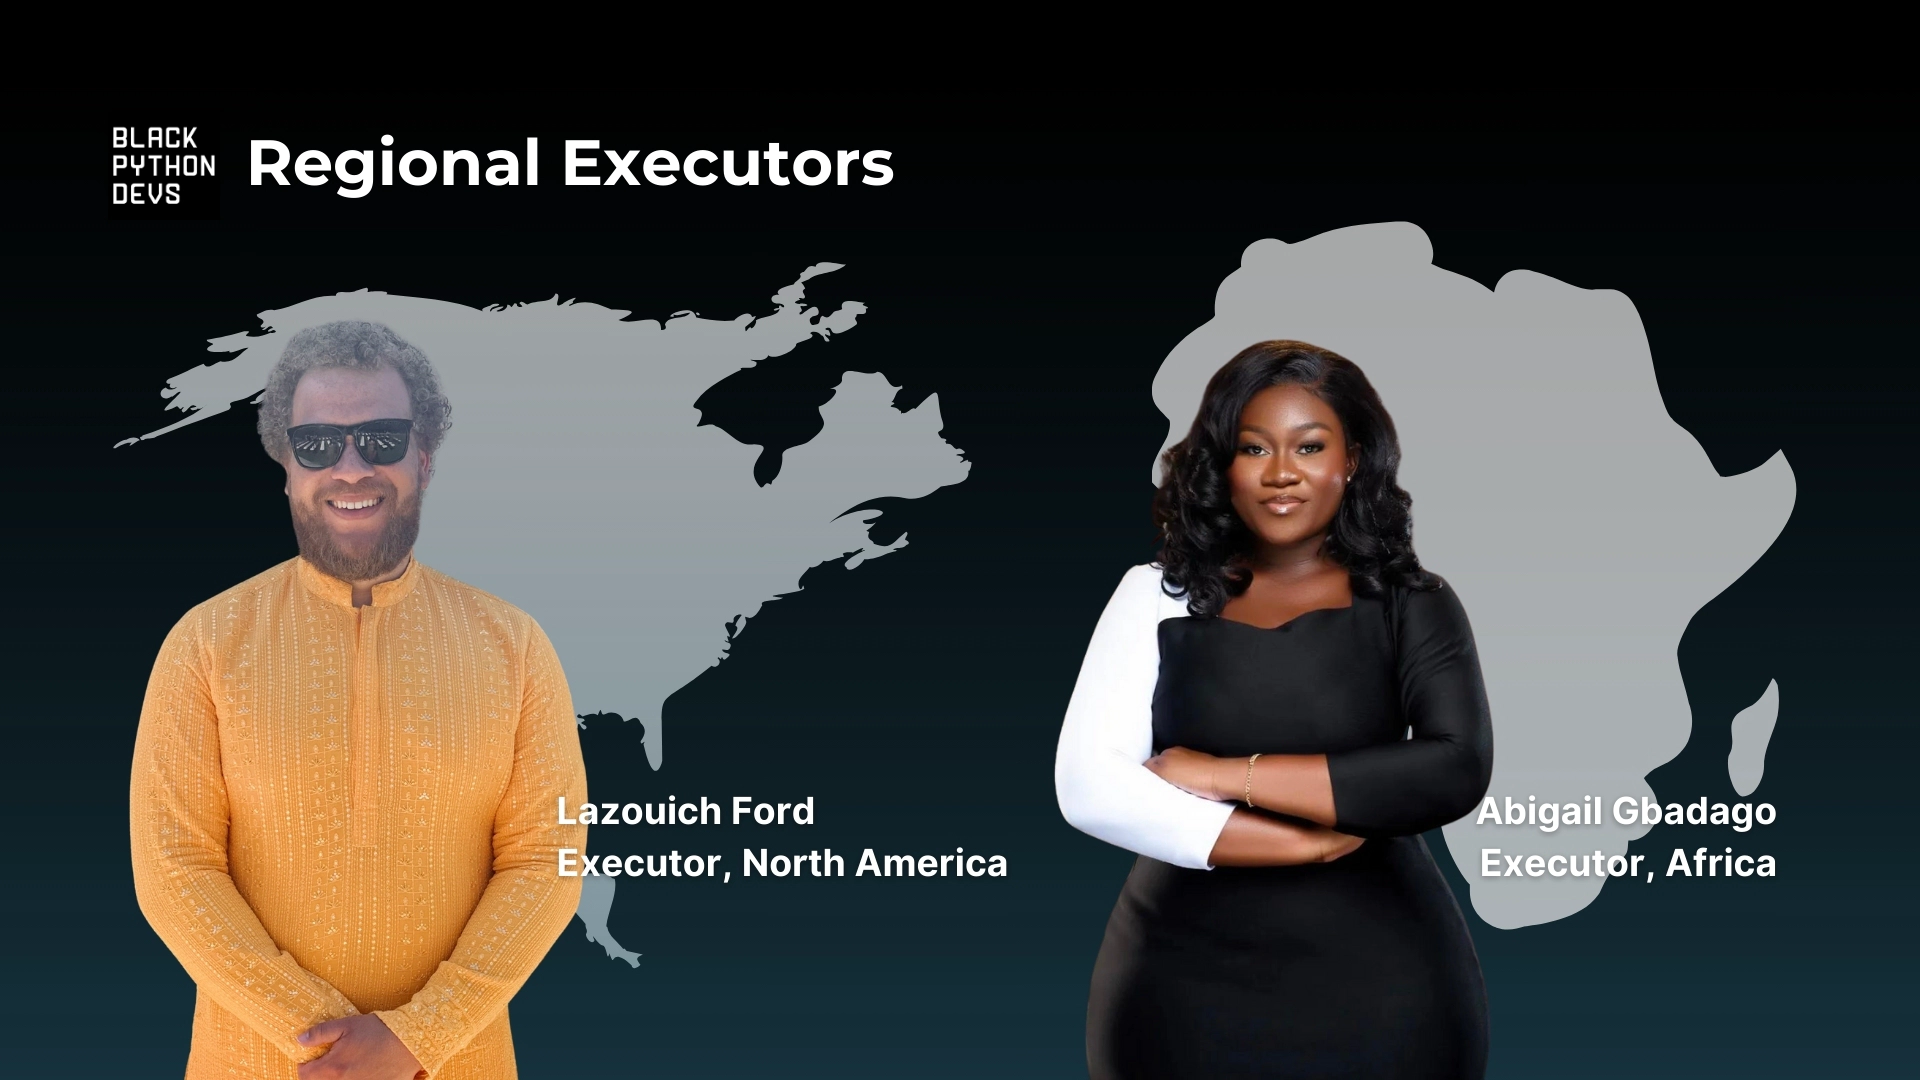 BLACK
PYTHON
DEVS
Regional Executors
Lazouich Ford
Executor, North America
Abigail Gbadago
Executor, Africa